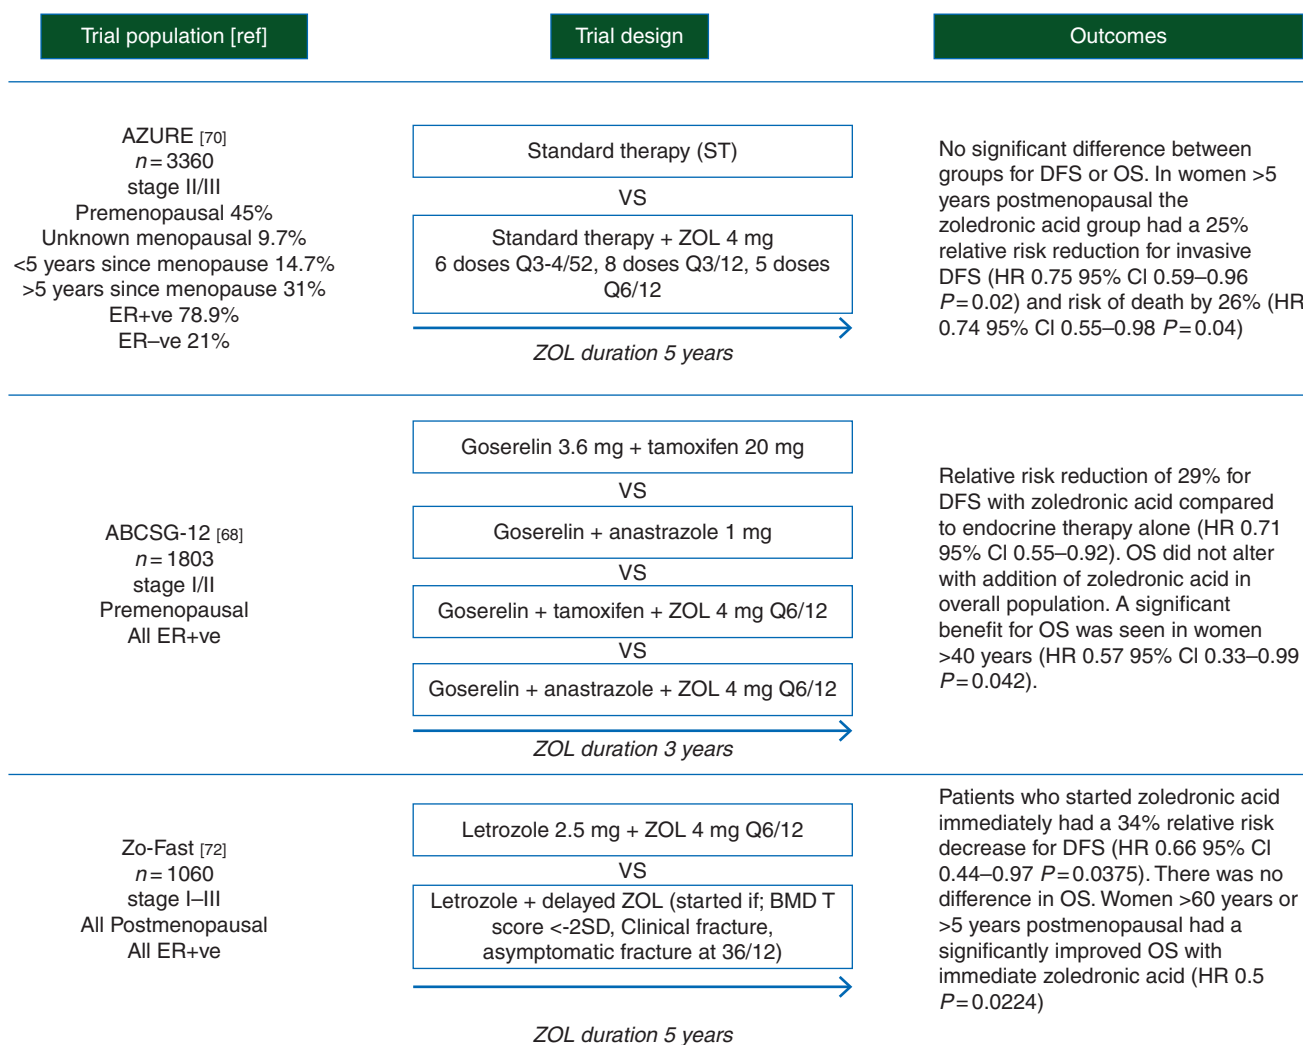 Trial population [ref]
Trial design
Outcomes
AZURE [70]
n=3360
stage II/III
Premenopausal 45%
Unknown menopausal 9.7%
<5 years since menopause 14.7%
>5 years since menopause 31%
ER+ve 78.9%
ER–ve 21%
Standard therapy (ST)
VS
Standard therapy + ZOL 4 mg
6 doses Q3-4/52, 8 doses Q3/12, 5 doses
Q6/12
ZOL duration 5 years
No significant difference between
groups for DFS or OS. In women >5
years postmenopausal the
zoledronic acid group had a 25%
relative risk reduction for invasive
DFS (HR 0.75 95% CI 0.59–0.96
P=0.02) and risk of death by 26% (HR
0.74 95% CI 0.55–0.98 P=0.04)
ABCSG-12 [68]
n=1803
stage I/II
Premenopausal
All ER+ve
Goserelin 3.6 mg + tamoxifen 20 mg
VS
Goserelin + anastrazole 1 mg
VS
Goserelin + tamoxifen + ZOL 4 mg Q6/12
VS
Goserelin + anastrazole + ZOL 4 mg Q6/12
ZOL duration 3 years
Relative risk reduction of 29% for
DFS with zoledronic acid compared
to endocrine therapy alone (HR 0.71
95% CI 0.55–0.92). OS did not alter
with addition of zoledronic acid in
overall population. A significant
benefit for OS was seen in women
>40 years (HR 0.57 95% CI 0.33–0.99
P=0.042).
Zo-Fast [72]
n=1060
stage I–III
All Postmenopausal
All ER+ve
Letrozole 2.5 mg + ZOL 4 mg Q6/12
VS
Letrozole + delayed ZOL (started if; BMD T
score <-2SD, Clinical fracture,
asymptomatic fracture at 36/12)
ZOL duration 5 years
Patients who started zoledronic acid
immediately had a 34% relative risk
decrease for DFS (HR 0.66 95% CI
0.44–0.97 P=0.0375). There was no
difference in OS. Women >60 years or
>5 years postmenopausal had a
significantly improved OS with
immediate zoledronic acid (HR 0.5
P=0.0224)